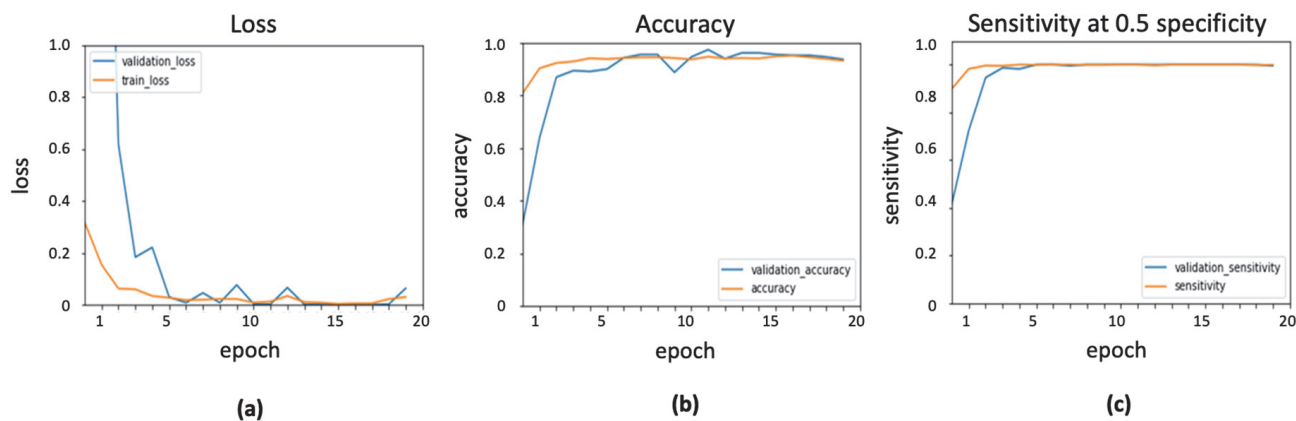 Loss
1.0
0.8
0.6
0.4
0.2
0
loss
validation_loss
train_loss
1 5 10 15 20
epoch
(a)
Accuracy
1.0
0.8
0.6
0.4
0.2
0
accuracy
validation_accuracy
accuracy
1 5 10 15 20
epoch
(b)
Sensitivity at 0.5 specificity
1.0
0.8
0.6
0.4
0.2
0
sensitivity
validation_sensitivity
sensitivity
1 5 10 15 20
epoch
(c)